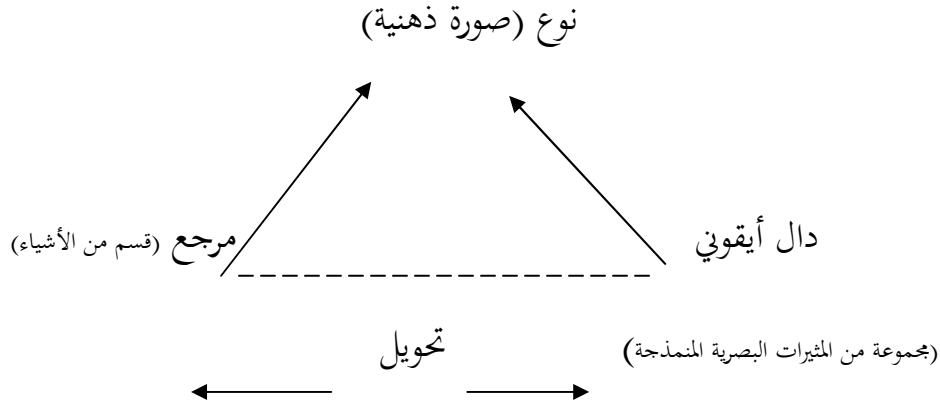 نوع (صورة ذهنية)
دال أيقوني
مرجع (قسم من الأشياء)
(مجموعة من المثيرات البصرية المنمذجة)
تحويل